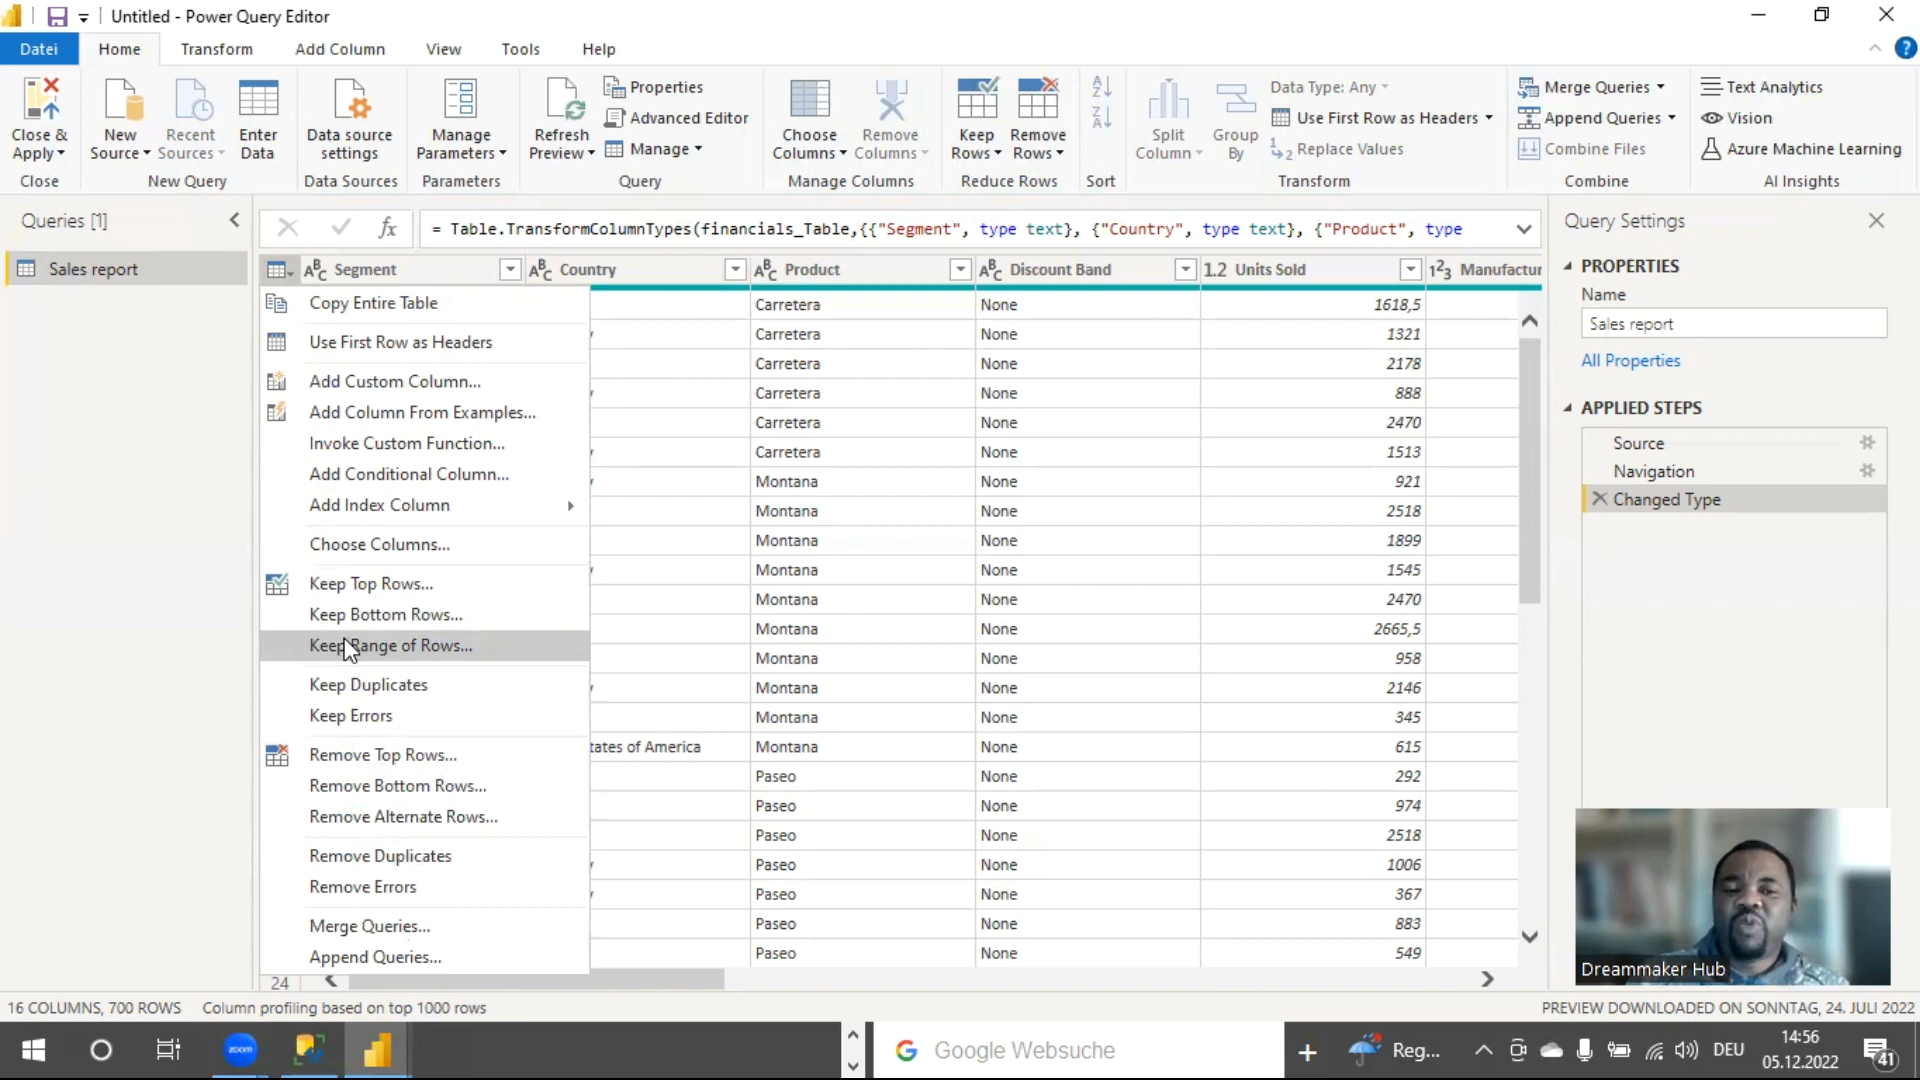 Untitled - Power Query Editor
Datei Home Transform Add Column View Tools Help
Close & Apply
Close
New Source
Recent Sources
Enter Data
New Query
Data source settings
Data Sources
Manage Parameters
Parameters
Refresh Preview
Properties
Advanced Editor
Manage
Query
Choose Columns
Remove Columns
Manage Columns
Keep Rows
Remove Rows
Reduce Rows
Sort
Split Column
Group By
Data Type: Any
Use First Row as Headers
Replace Values
Transform
Merge Queries
Append Queries
Combine Files
Combine
Text Analytics
Vision
Azure Machine Learning
AI Insights
Queries [1]
Sales report
fx
= Table.TransformColumnTypes(financials_Table,{{"Segment", type text}, {"Country", type text}, {"Product", type
ABC Segment ABC Country ABC Product ABC Discount Band 1.2 Units Sold 123 Manufactur
Copy Entire Table
Use First Row as Headers
Add Custom Column...
Add Column From Examples...
Invoke Custom Function...
Add Conditional Column...
Add Index Column
Choose Columns...
Keep Top Rows...
Keep Bottom Rows...
Keep Range of Rows...
Keep Duplicates
Keep Errors
Remove Top Rows...
Remove Bottom Rows...
Remove Alternate Rows...
Remove Duplicates
Remove Errors
Merge Queries...
Append Queries...
24
Carretera None 1618,5
Carretera None 1321
Carretera None 2178
Carretera None 888
Carretera None 2470
Carretera None 1513
Montana None 921
Montana None 2518
Montana None 1899
Montana None 1545
Montana None 2470
Montana None 2665,5
Montana None 958
Montana None 2146
Montana None 345
tates of America Montana None 615
Paseo None 292
Paseo None 974
Paseo None 2518
Paseo None 1006
Paseo None 367
Paseo None 883
Paseo None 549
Query Settings
PROPERTIES
Name
Sales report
All Properties
APPLIED STEPS
Source
Navigation
Changed Type
Dreammaker Hub
16 COLUMNS, 700 ROWS Column profiling based on top 1000 rows
PREVIEW DOWNLOADED ON SONNTAG, 24. JULI 2022
zoom
Google Websuche
Reg...
DEU
14:56
05.12.2022
41